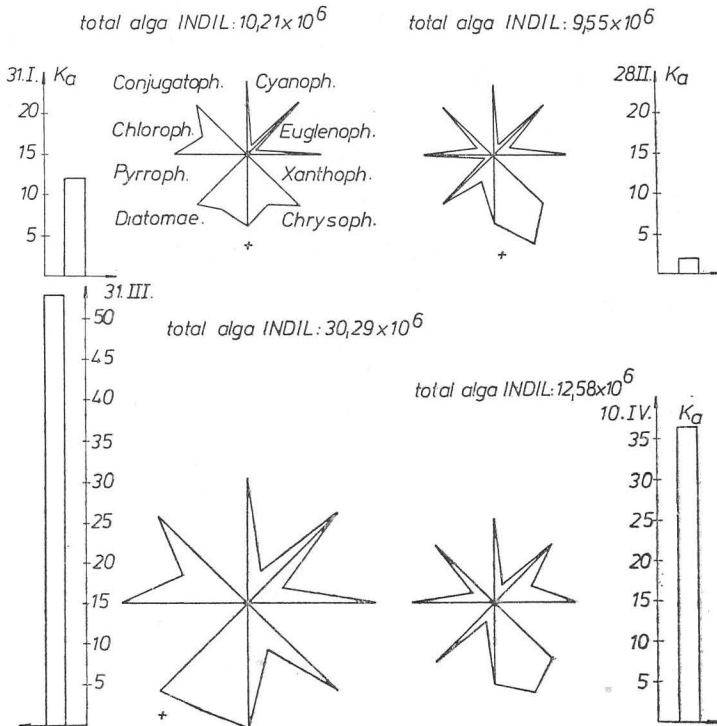 total alga INDIL: 10,21x10⁶
total alga INDIL: 9,55x10⁶
31.I. Ka
20
15
10
5
Conjugatoph. Cyanoph.
Chloroph. Euglenoph.
Pyrroph. Xanthoph.
Diatomae. Chrysoph.
+
+
28.II. Ka
20
15
10
5
31.III.
50
45
40
35
30
25
20
15
10
5
total alga INDIL: 30,29x10⁶
+
total alga INDIL: 12,58x10⁶
10.IV. Ka
35
30
25
20
15
10
5